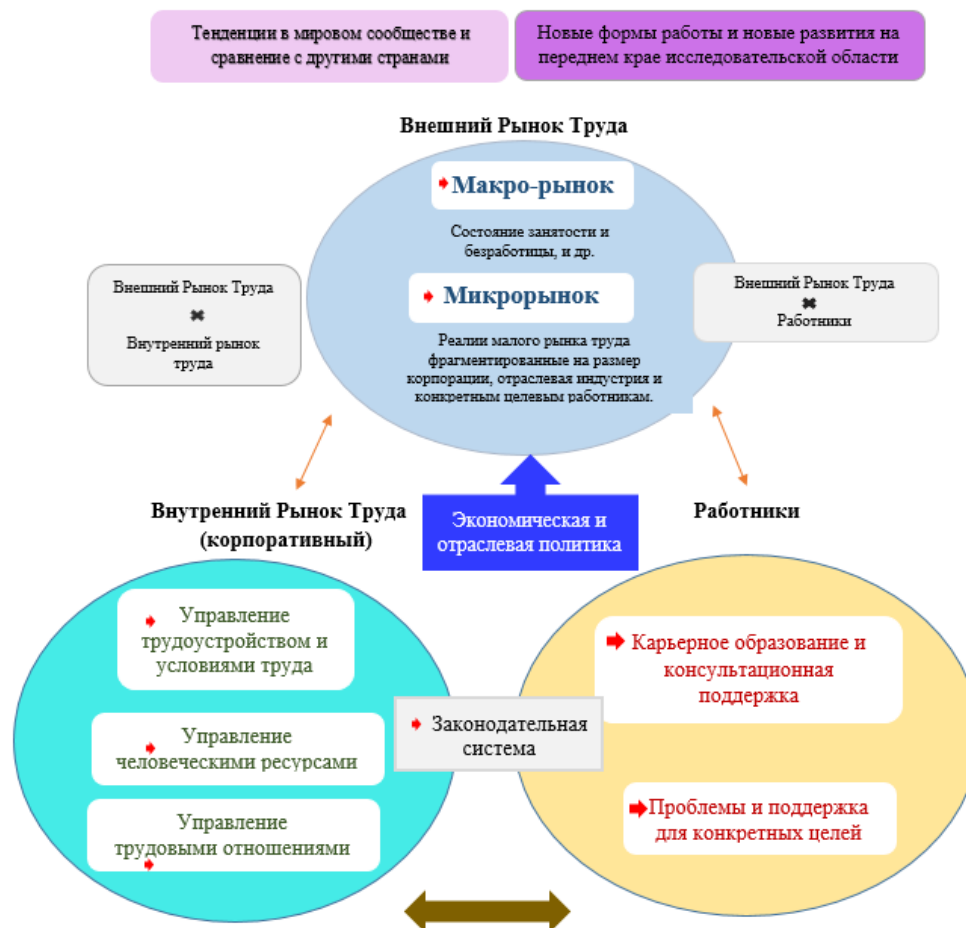 Тенденции в мировом сообществе и
сравнение с другими странами
Новые формы работы и новые развития на
переднем крае исследовательской области
Внешний Рынок Труда
Макро-рынок
Состояние занятости и
безработицы, и др.
Микрорынок
Реалии малого рынка труда
фрагментированные на размер
корпорации, отраслевая индустрия и
конкретным целевым работникам.
Внешний Рынок Труда
✖
Внутренний рынок
труда
Внешний Рынок Труда
✖
Работники
Внутренний Рынок Труда
(корпоративный)
Экономическая и
отраслевая политика
Работники
Управление
трудоустройством и
условиями труда
Управление
человеческими ресурсами
Управление
трудовыми отношениями
Законодательная
система
Карьерное образование и
консультационная
поддержка
Проблемы и поддержка
для конкретных целей